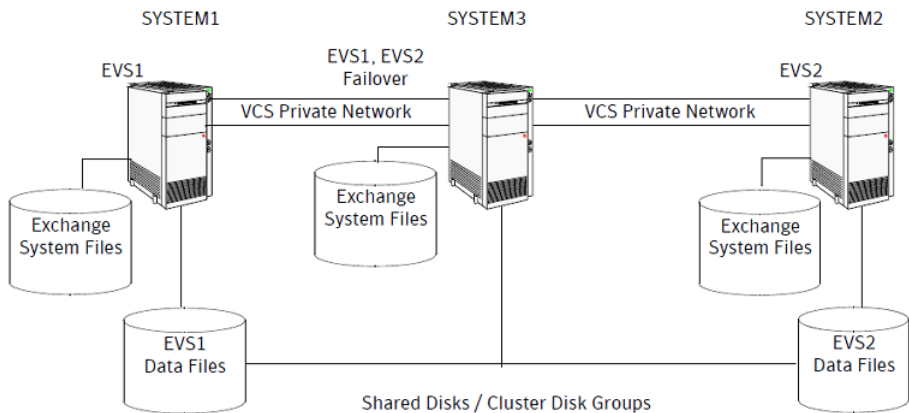 SYSTEM1
SYSTEM3
SYSTEM2
EVS1
EVS1, EVS2
Failover
EVS2
VCS Private Network
VCS Private Network
Exchange
System Files
Exchange
System Files
Exchange
System Files
EVS1
Data Files
EVS2
Data Files
Shared Disks / Cluster Disk Groups